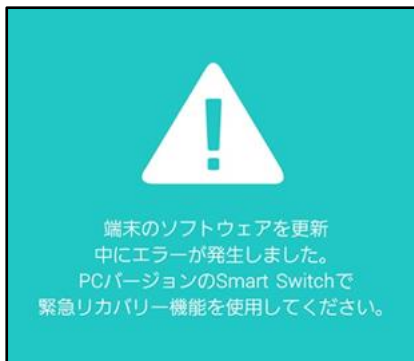 端末のソフトウェアを更新
中にエラーが発生しました。
PCバージョンのSmart Switchで
緊急リカバリー機能を使用してください。